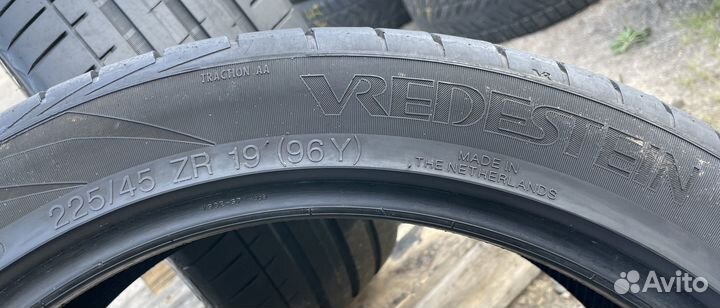 TRACTION AA
VREDESTEIN
225/45 ZR 19 (96Y)
MADE IN
THE NETHERLANDS
Avito